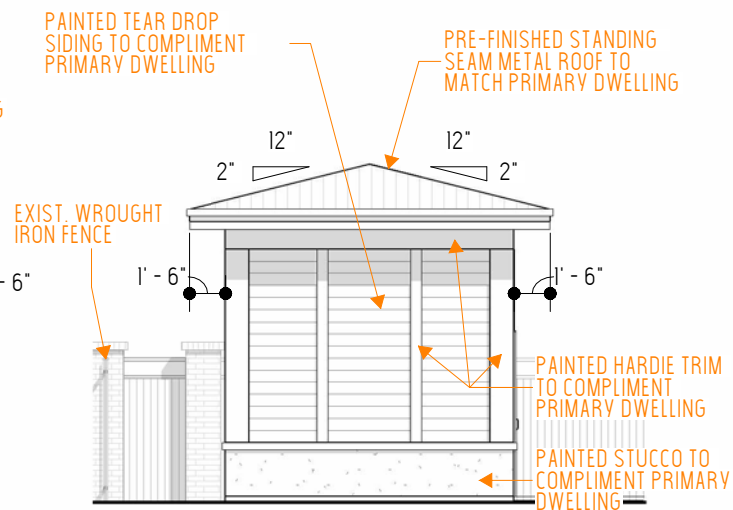 PAINTED TEAR DROP
SIDING TO COMPLIMENT
PRIMARY DWELLING
PRE-FINISHED STANDING
SEAM METAL ROOF TO
MATCH PRIMARY DWELLING
12"
2"
12"
2"
EXIST. WROUGHT
IRON FENCE
- 6"
1' - 6"
1' - 6"
PAINTED HARDIE TRIM
TO COMPLIMENT
PRIMARY DWELLING
PAINTED STUCCO TO
COMPLIMENT PRIMARY
DWELLING